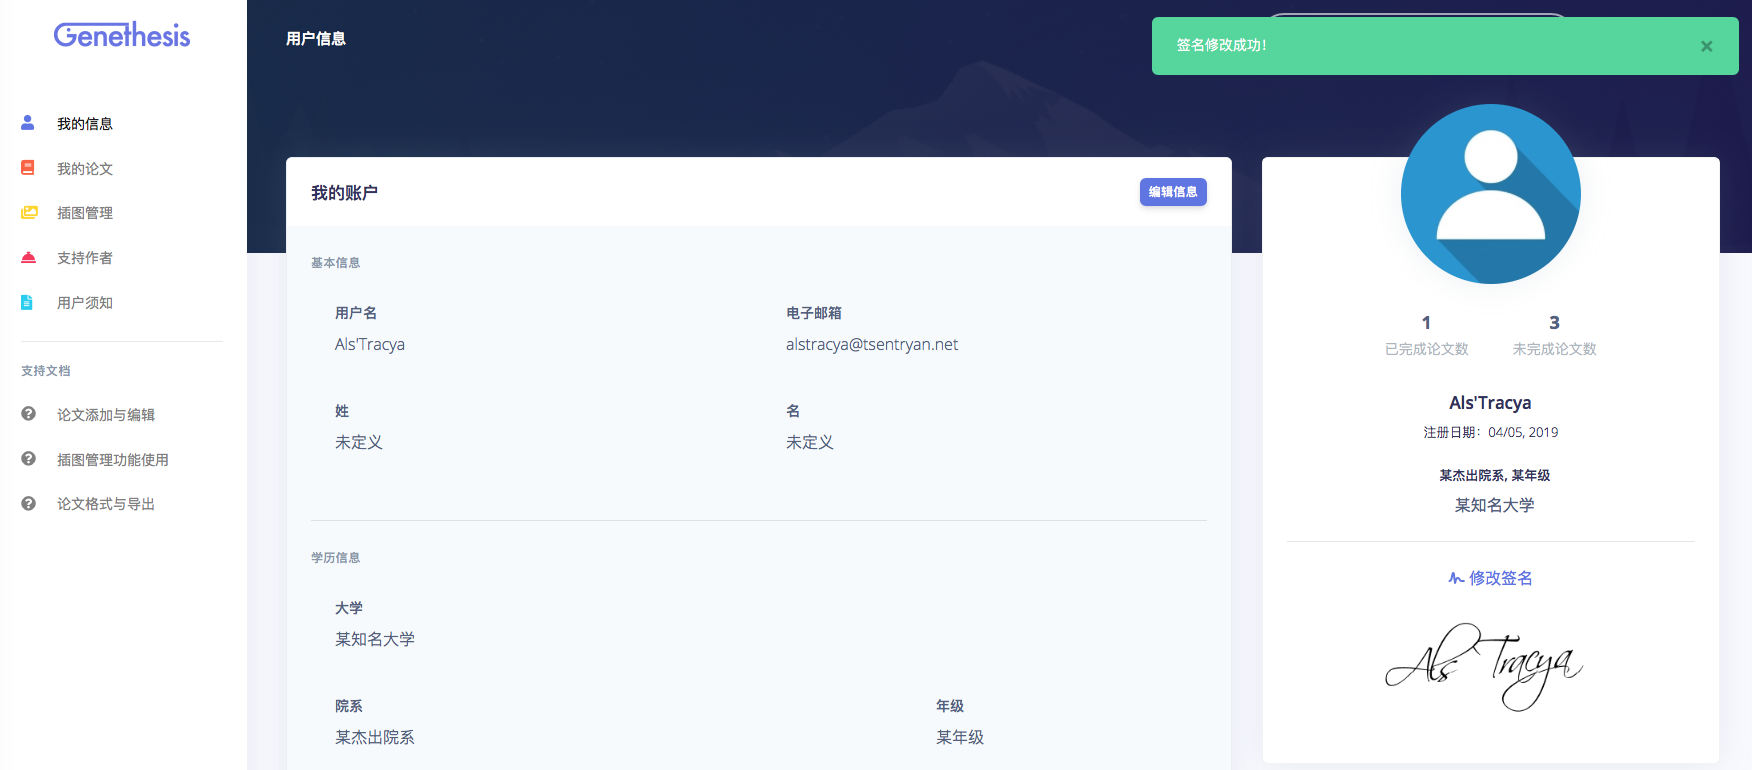 Genethesis
我的信息
我的论文
插图管理
支持作者
用户须知
支持文档
论文添加与编辑
插图管理功能使用
论文格式与导出
用户信息
签名修改成功!
×
我的账户
编辑信息
基本信息
用户名
电子邮箱
Als'Tracya
alstracya@tsentryan.net
姓
名
未定义
未定义
学历信息
大学
某知名大学
院系
年级
某杰出院系
某年级
1
3
已完成论文数
未完成论文数
Als'Tracya
注册日期：04/05, 2019
某杰出院系, 某年级
某知名大学
修改签名
Als Tracya